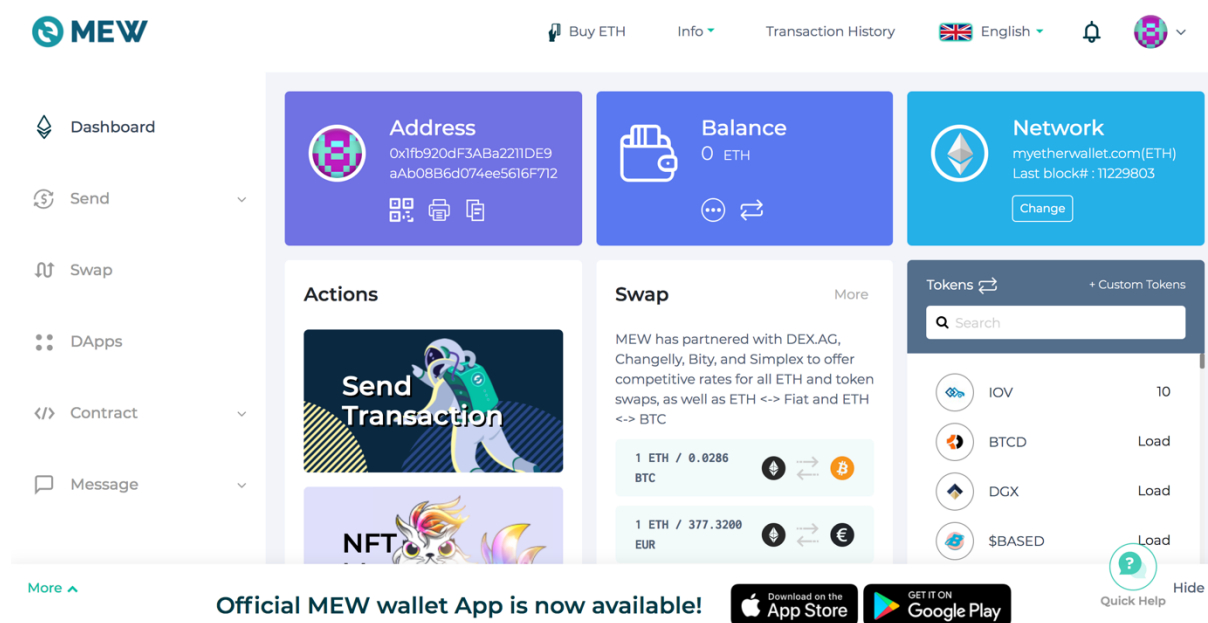 MEW
Buy ETH
Info
Transaction History
English
Dashboard
Send
Swap
DApps
Contract
Message
More
Address
0x1fb920dF3ABa2211DE9
aAb08B6d074ee5616F712
Balance
0 ETH
Network
myetherwallet.com(ETH)
Last block# : 11229803
Change
Actions
Send
Transaction
NFT
Swap
More
MEW has partnered with DEX.AG,
Changelly, Bity, and Simplex to offer
competitive rates for all ETH and token
swaps, as well as ETH <-> Fiat and ETH
<-> BTC
1 ETH / 0.0286
BTC
1 ETH / 377.3200
EUR
Tokens
+ Custom Tokens
Search
IOV 10
BTCD Load
DGX Load
$BASED Load
Official MEW wallet App is now available!
Download on the
App Store
GET IT ON
Google Play
Quick Help
Hide